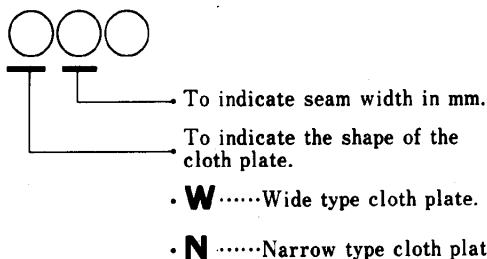 To indicate seam width in mm.
To indicate the shape of the
cloth plate.
· W ······Wide type cloth plate.
· N ······Narrow type cloth plat